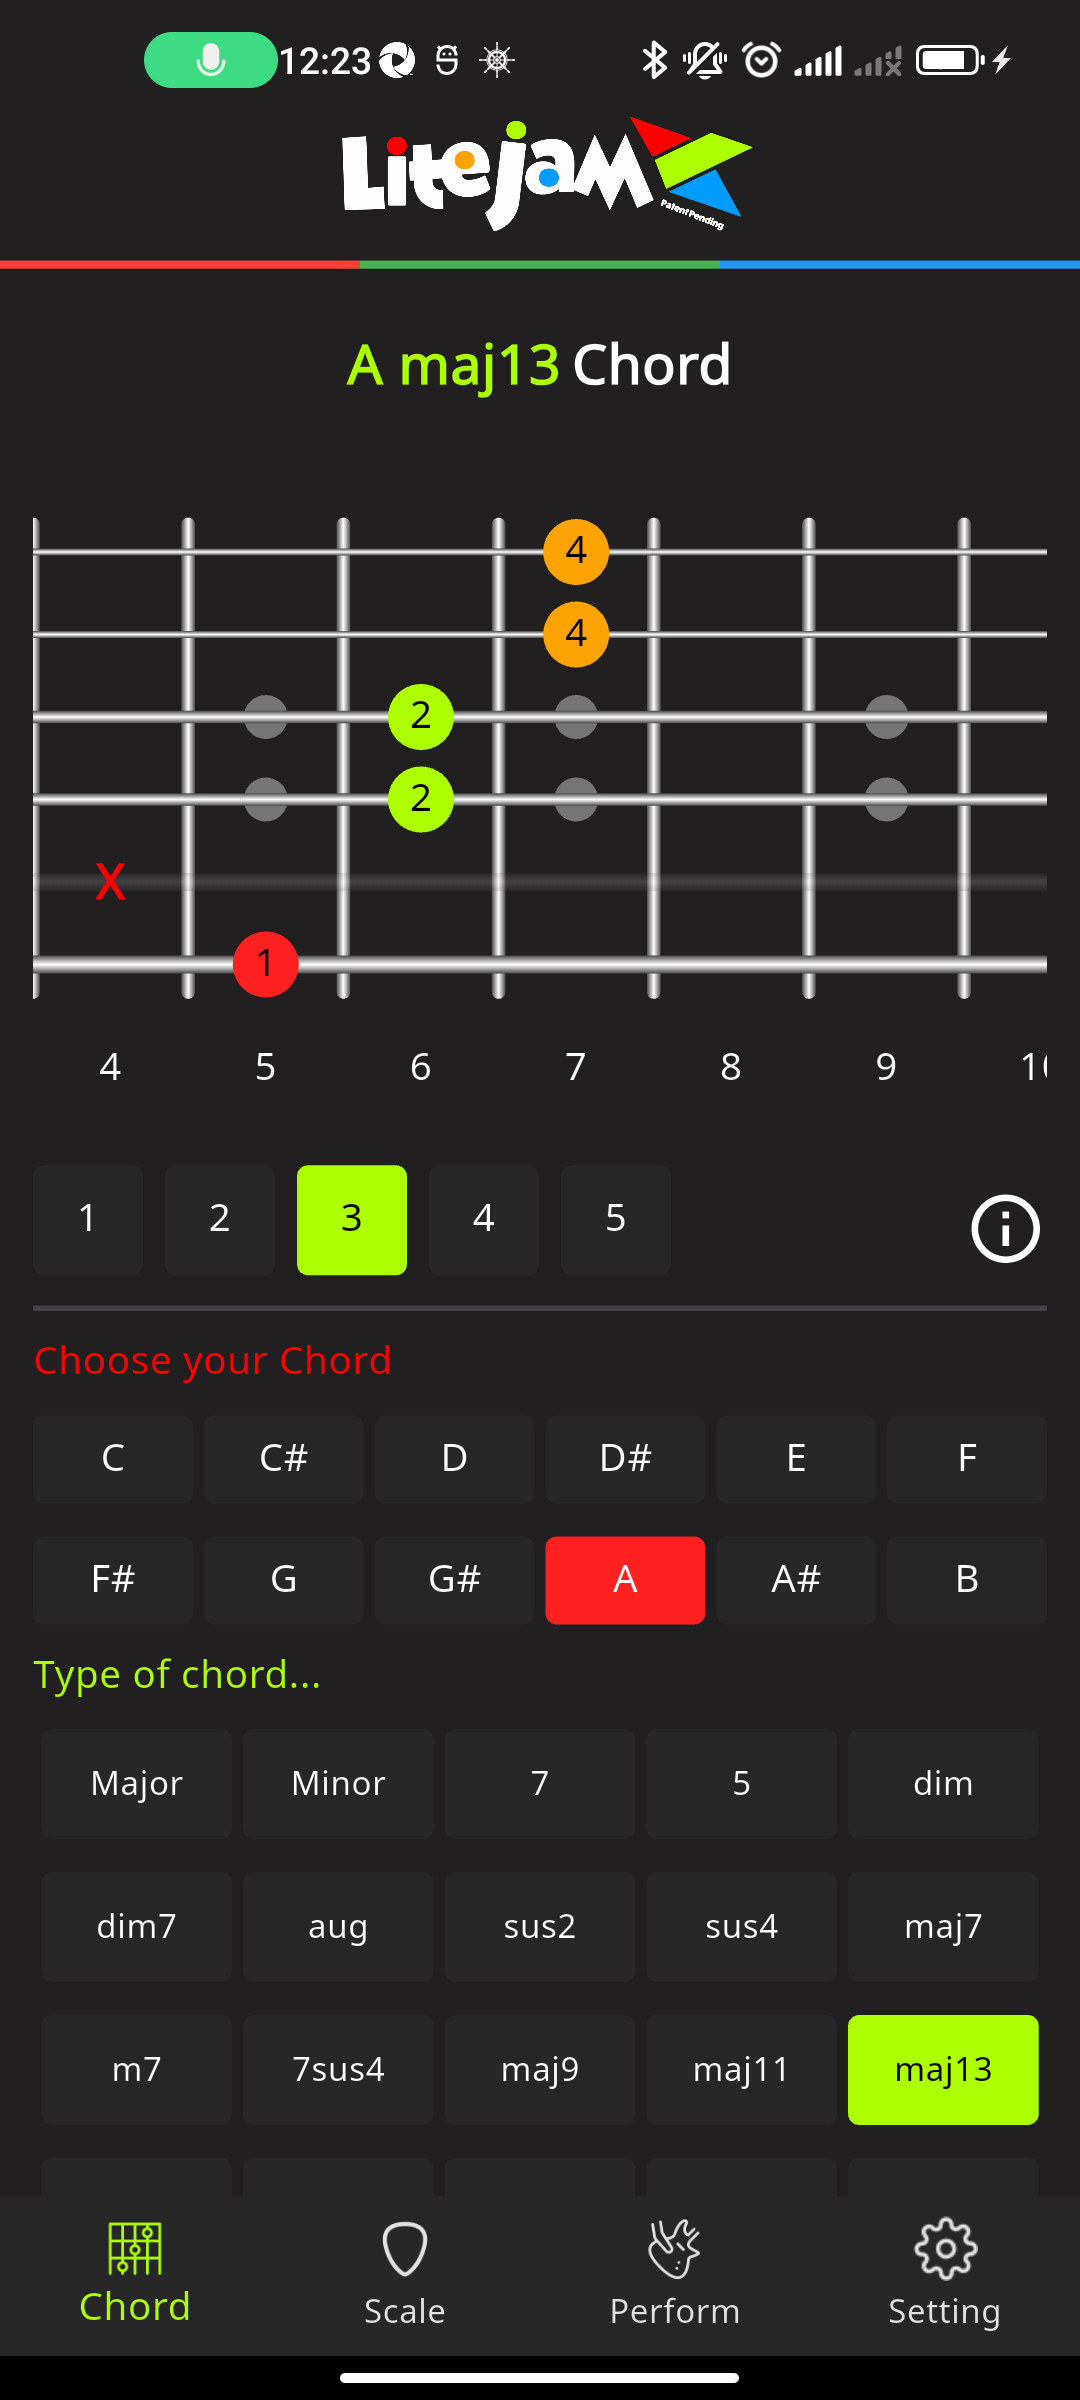 12:23
LitejaM
Patent Pending
A maj13 Chord
4
4
2
2
X
1
4 5 6 7 8 9 10
1 2 3 4 5
Choose your Chord
C C# D D# E F
F# G G# A A# B
Type of chord...
Major Minor 7 5 dim
dim7 aug sus2 sus4 maj7
m7 7sus4 maj9 maj11 maj13
Chord Scale Perform Setting